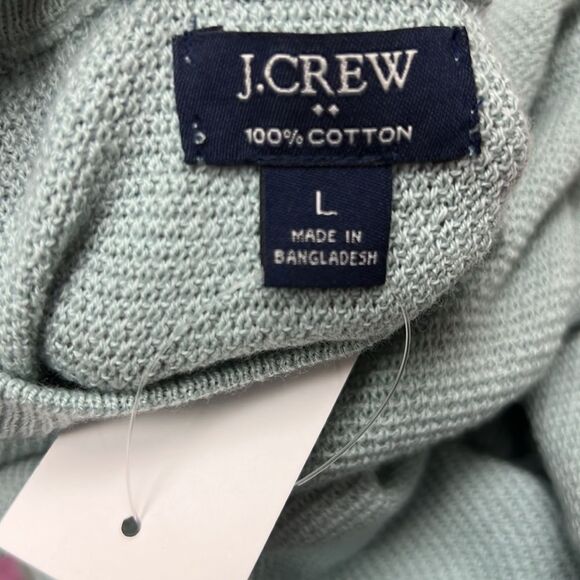 J.CREW
100% COTTON
L
MADE IN
BANGLADESH